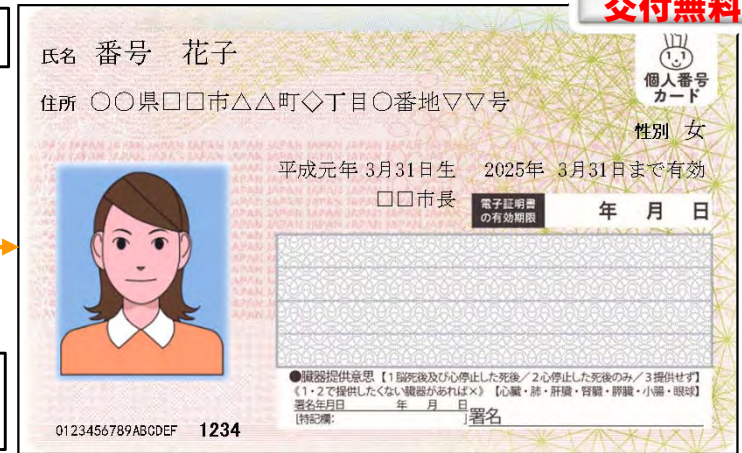 交付無料
氏名 番号 花子
個人番号
カード
住所 ○○県□□市△△町◇丁目○番地▽▽号
性別 女
平成元年 3月31日生 2025年 3月31日まで有効
□□市長
電子証明書
の有効期限
年 月 日
●臓器提供意思【1脳死後及び心停止した死後／2心停止した死後のみ／3提供せず】
《1・2で提供したくない臓器があれば×》【心臓・肺・肝臓・腎臓・膵臓・小腸・眼球】
署名年月日 年 月 日
[特記欄: ]署名
0123456789ABCDEF 1234